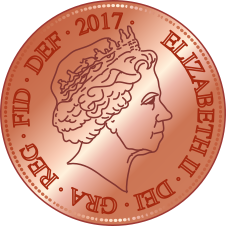 ELIZABETH II · DEI · GRA · REG · FID · DEF · 2017 ·